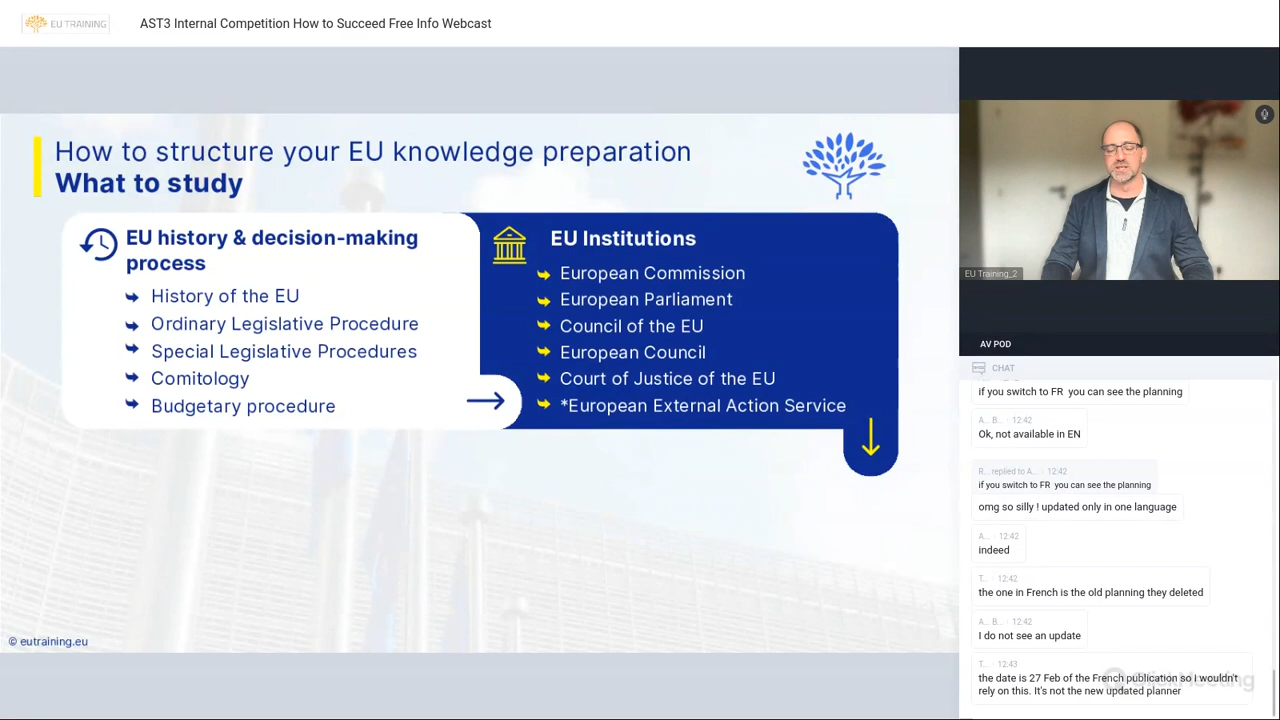 EU TRAINING
AST3 Internal Competition How to Succeed Free Info Webcast
How to structure your EU knowledge preparation
What to study
EU history & decision-making
process
History of the EU
Ordinary Legislative Procedure
Special Legislative Procedures
Comitology
Budgetary procedure
EU Institutions
European Commission
European Parliament
Council of the EU
European Council
Court of Justice of the EU
*European External Action Service
© eutraining.eu
EU Training_2
AV POD
CHAT
if you switch to FR you can see the planning
A... B... 12:42
Ok, not available in EN
R... replied to A... 12:42
if you switch to FR you can see the planning
omg so silly ! updated only in one language
A... 12:42
indeed
T... 12:42
the one in French is the old planning they deleted
A... B... 12:42
I do not see an update
T... 12:43
the date is 27 Feb of the French publication so i wouldn't
rely on this. It's not the new updated planner
ClickMeeting